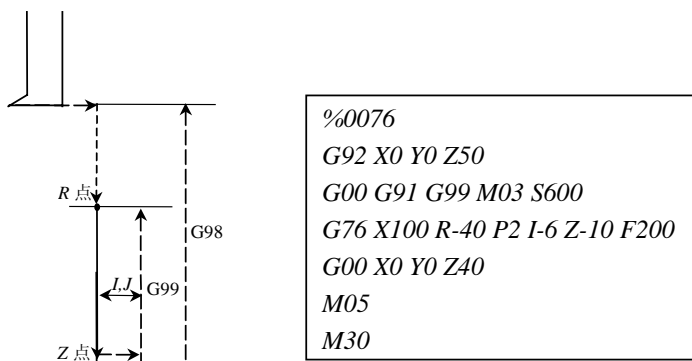 R 点
G98
I,J
G99
Z 点
%0076
G92 X0 Y0 Z50
G00 G91 G99 M03 S600
G76 X100 R-40 P2 I-6 Z-10 F200
G00 X0 Y0 Z40
M05
M30